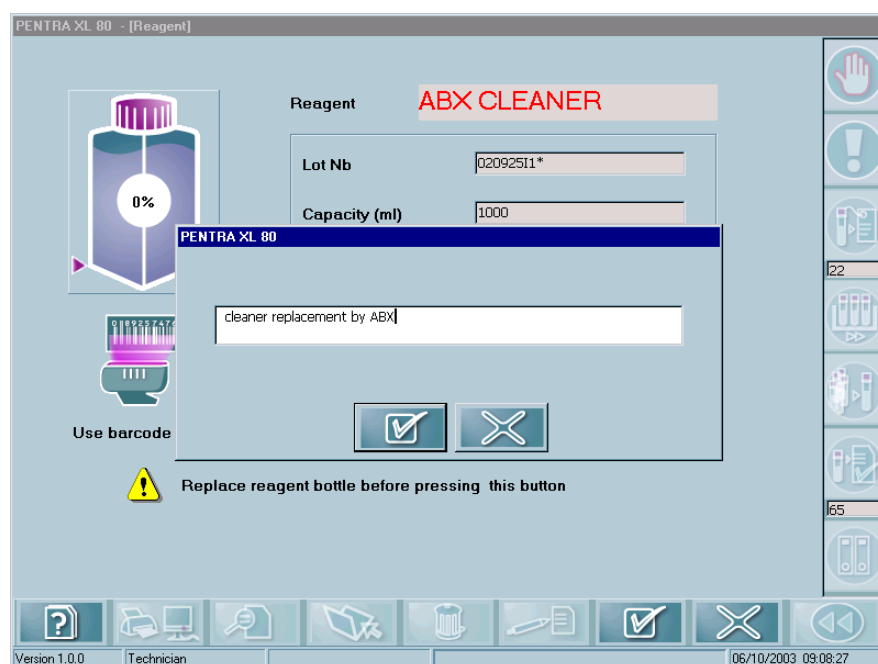 PENTRA XL 80 - [Reagent]
Reagent ABX CLEANER
Lot Nb 020925I1*
0%
Capacity (ml) 1000
PENTRA XL 80
22
cleaner replacement by ABX
Use barcode
Replace reagent bottle before pressing this button
65
Version 1.0.0 Technician 06/10/2003 09:08:27